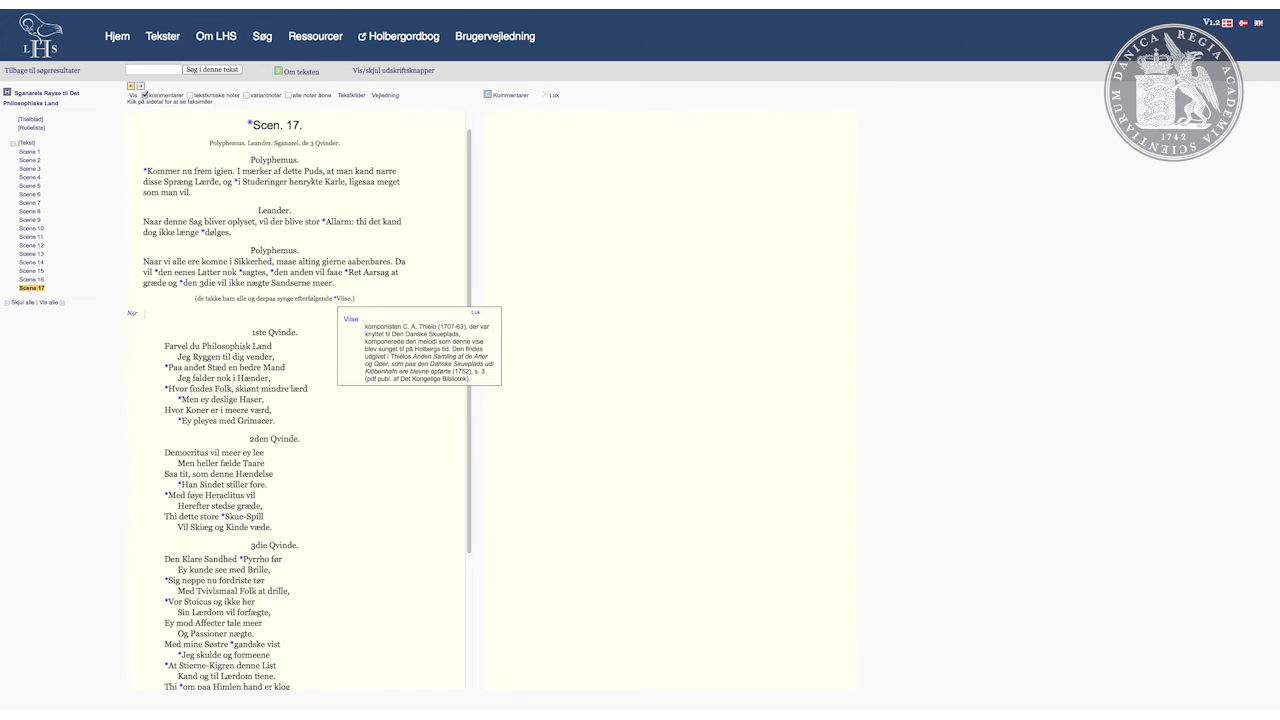 LHS
Hjem Tekster Om LHS Søg Ressourcer Holbergordbog Brugervejledning
V1.2
DANICA REGIA ACADEMIA SCIENTIARUM
1742
Tilbage til søgeresultater
Søg i denne tekst
Om teksten
Vis/skjul udskriftsknapper
Sganarels Reyse til Det
Philosophiske Land
[Titelblad]
[Rolleliste]
[Tekst]
Scene 1
Scene 2
Scene 3
Scene 4
Scene 5
Scene 6
Scene 7
Scene 8
Scene 9
Scene 10
Scene 11
Scene 12
Scene 13
Scene 14
Scene 15
Scene 16
Scene 17
Skjul alle | Vis alle
Vis kommentarer tekstkritiske noter variantnoter alle noter åbne Tekstkilder Vejledning
Klik på sidetal for at se faksimiler
Kommentarer Luk
*Scen. 17.
Polyphemus. Leander. Sganarel. de 3 Qvinder.
Polyphemus.
*Kommer nu frem igien. I mærker af dette Puds, at man kand narre
disse Spræng Lærde, og *i Studeringer henrykte Karle, ligesaa meget
som man vil.
Leander.
Naar denne Sag bliver oplyset, vil der blive stor *Allarm: thi det kand
dog ikke længe *dølges.
Polyphemus.
Naar vi alle ere komne i Sikkerhed, maae alting gierne aabenbares. Da
vil *den eenes Latter nok *sagtes, *den anden vil faae *Ret Aarsag at
græde og *den 3die vil ikke nægte Sandserne meer.
(de takke ham alle og derpaa synge efterfølgende *Viise.)
N5r
1ste Qvinde.
Farvel du Philosophisk Land
Jeg Ryggen til dig vender,
*Paa andet Stæd en bedre Mand
Jeg falder nok i Hænder,
*Hvor findes Folk, skiønt mindre lærd
*Men ey deslige Haser,
Hvor Koner er i meere værd,
*Ey pleyes med Grimacer.
2den Qvinde.
Democritus vil meer ey lee
Men heller fælde Taare
Saa tit, som denne Hændelse
*Han Sindet stiller fore.
*Med føye Heraclitus vil
Herefter stedse græde,
Thi dette store *Skue-Spill
Vil Skiæg og Kinde væde.
3die Qvinde.
Den Klare Sandhed *Pyrrho før
Ey kunde see med Brille,
*Sig neppe nu fordriste tør
Med Tvivlsmaal Folk at drille,
*Vor Stoicus og ikke her
Sin Lærdom vil forfægte,
Ey mod Affecter tale meer
Og Passioner nægte.
Med mine Søstre *gandske vist
*Jeg skulde og formeene
*At Stierne-Kigren denne List
Kand og til Lærdom tiene.
Thi *om paa Himlen hand er klog
Luk
Viise
komponisten C. A. Thielo (1707-63), der var
knyttet til Den Danske Skueplads,
komponerede den melodi som denne vise
blev sunget til på Holbergs tid. Den findes
udgivet i Thielos Anden Samling af de Arier
og Oder, som paa den Danske Skueplads udi
Kiöbenhafn ere blevne opførte (1752), s. 3
(pdf publ. af Det Kongelige Bibliotek).